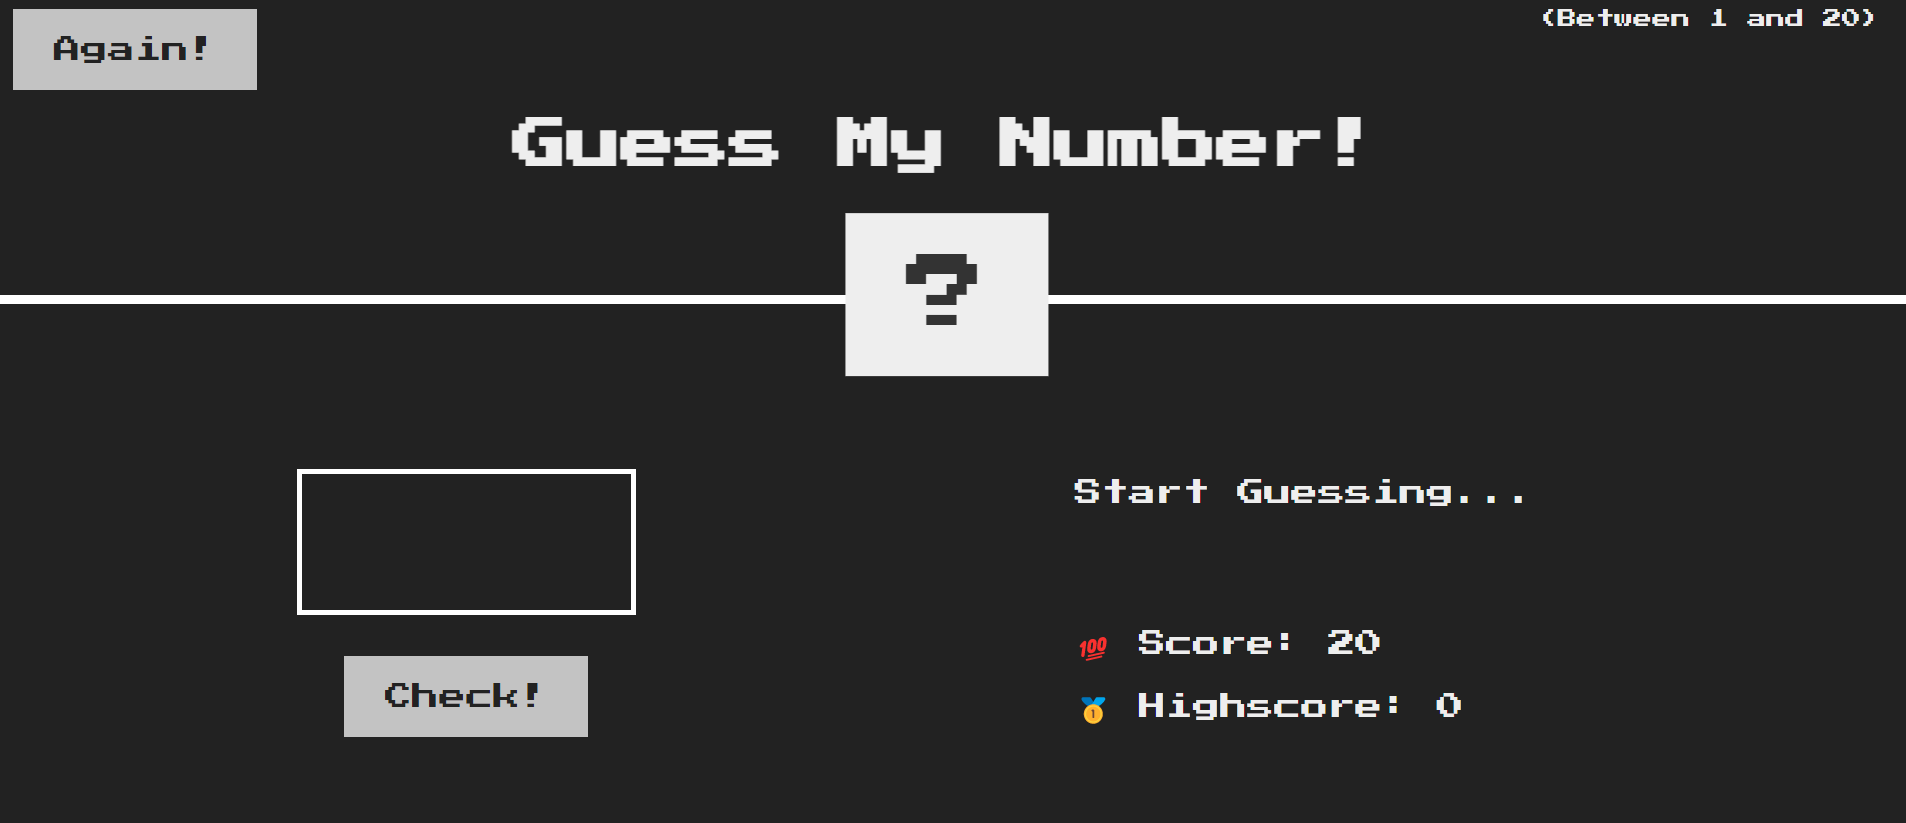 Again!
(Between 1 and 20)
Guess My Number!
?
Start Guessing...
💯 Score: 20
🥇 Highscore: 0
Check!